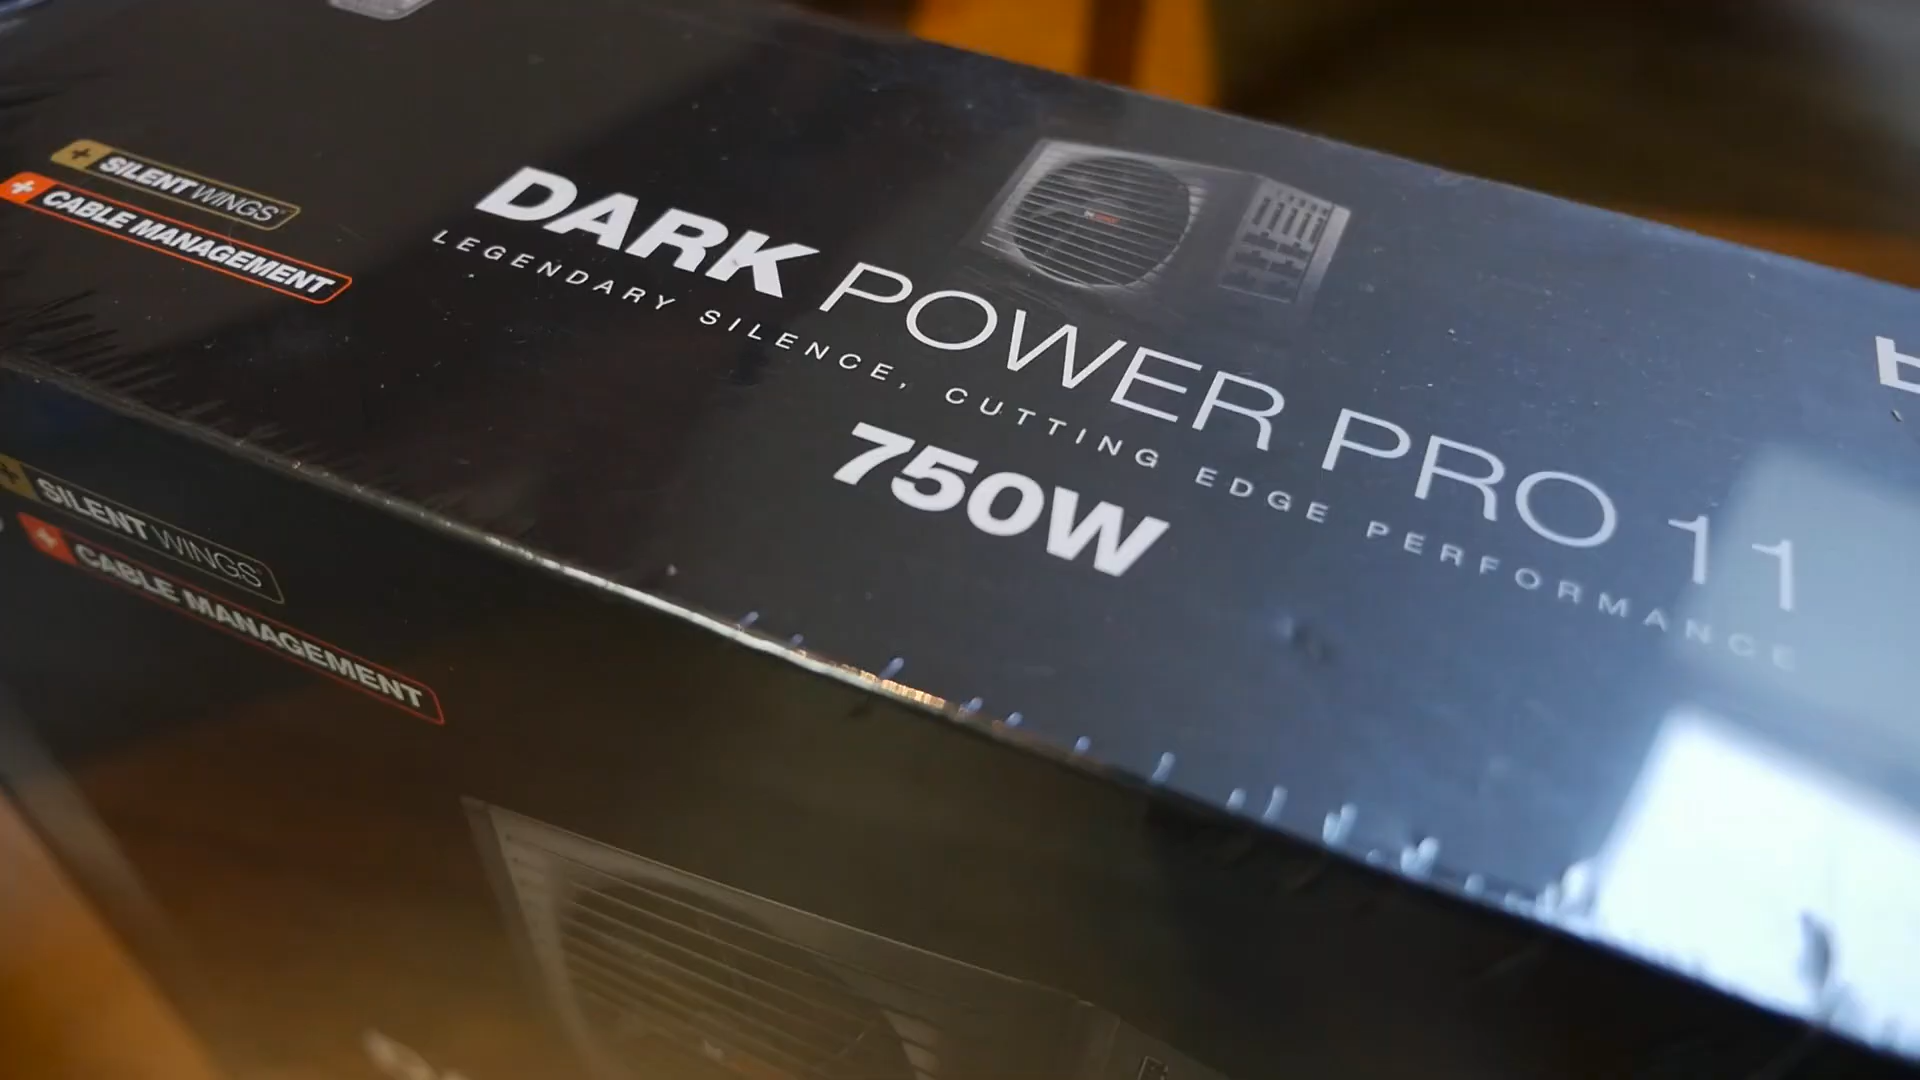 SILENT WINGS®
CABLE MANAGEMENT
DARK POWER PRO 11
LEGENDARY SILENCE, CUTTING EDGE PERFORMANCE
750W
SILENT WINGS®
CABLE MANAGEMENT